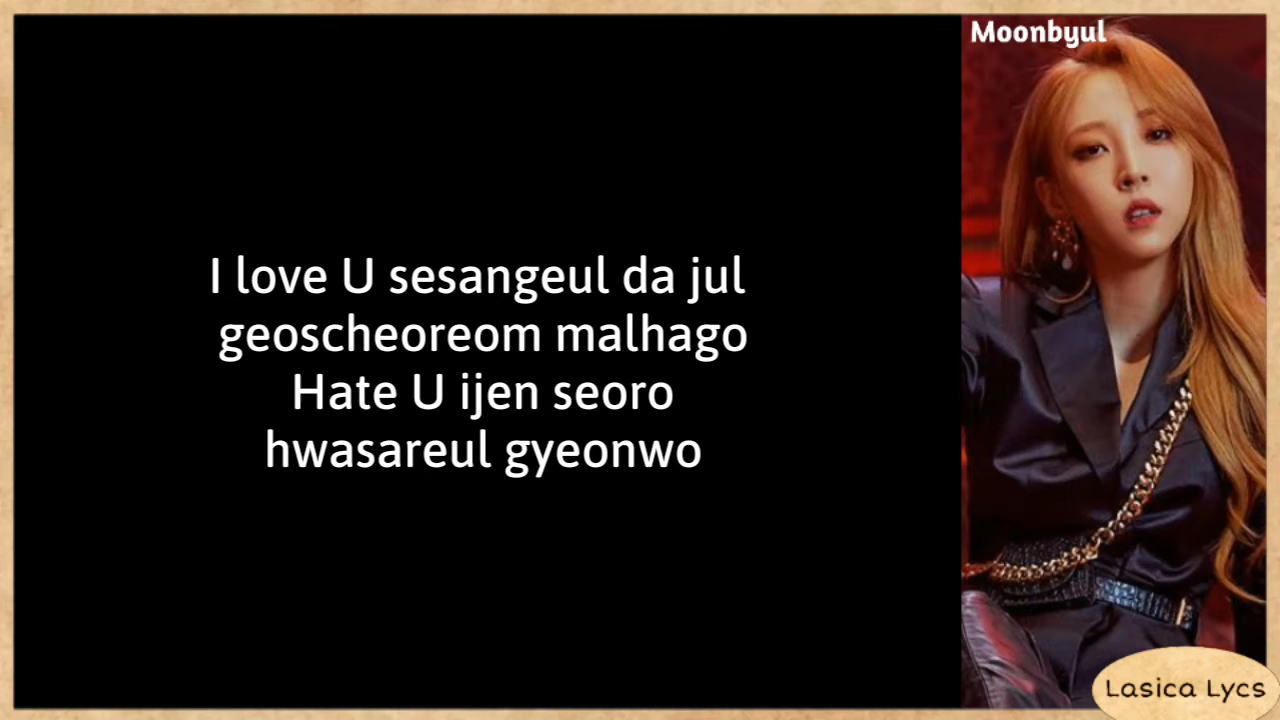 Moonbyul
I love U sesangeul da jul
geoscheoreom malhago
Hate U ijen seoro
hwasareul gyeonwo
Lasica Lycs